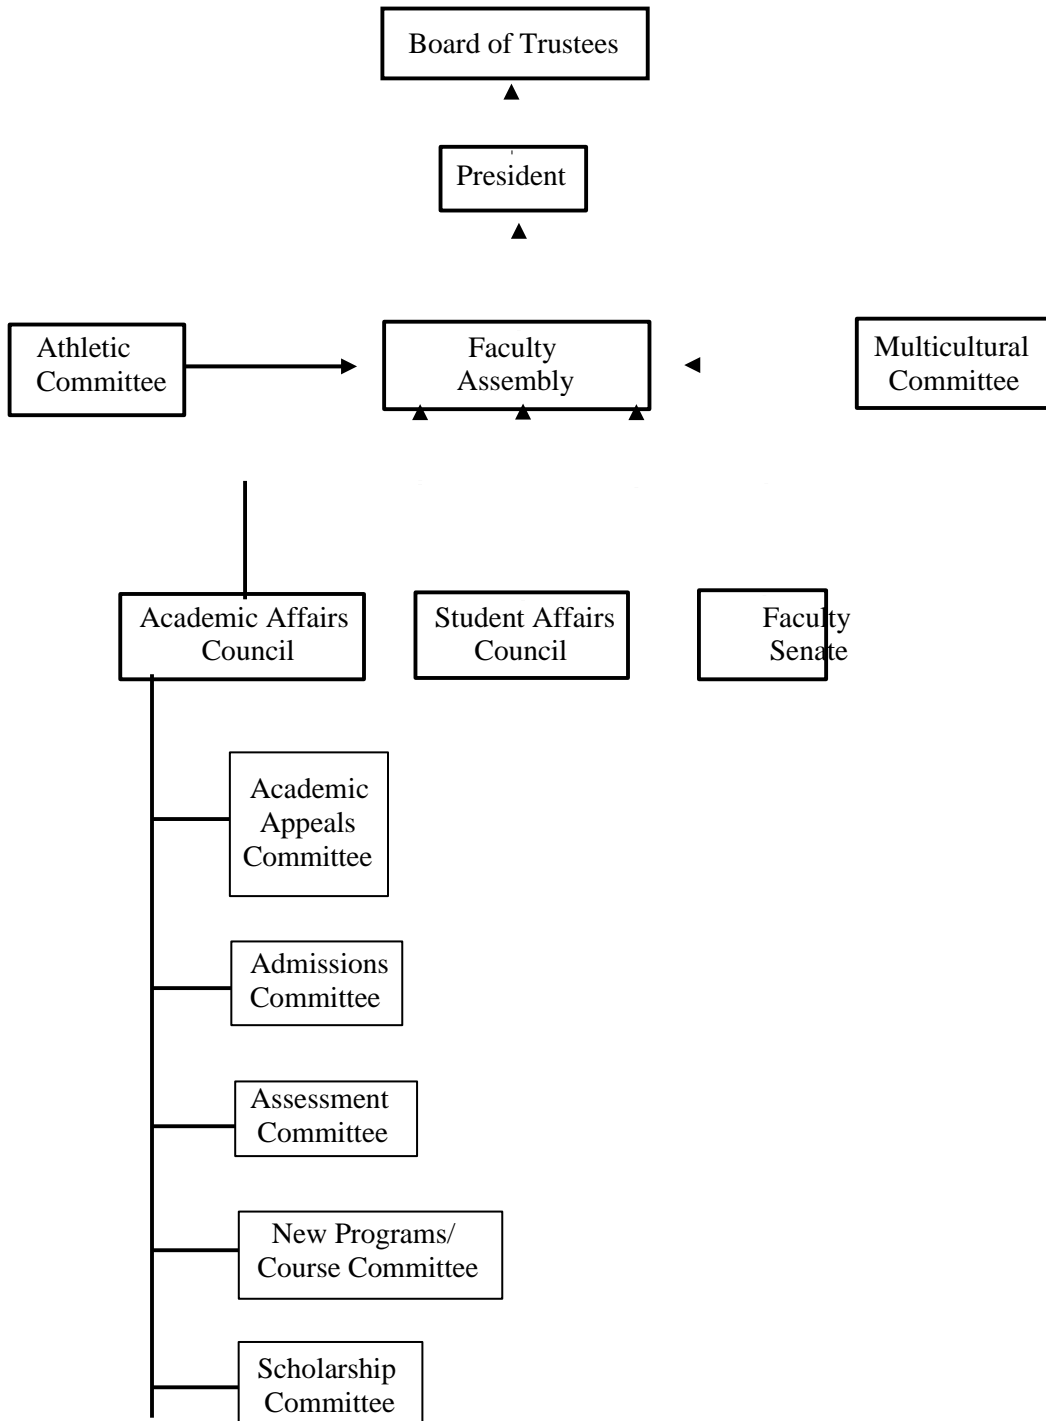 Board of Trustees
President
Athletic
Committee
Faculty
Assembly
Multicultural
Committee
Academic Affairs
Council
Student Affairs
Council
Faculty
Senate
Academic
Appeals
Committee
Admissions
Committee
Assessment
Committee
New Programs/
Course Committee
Scholarship
Committee